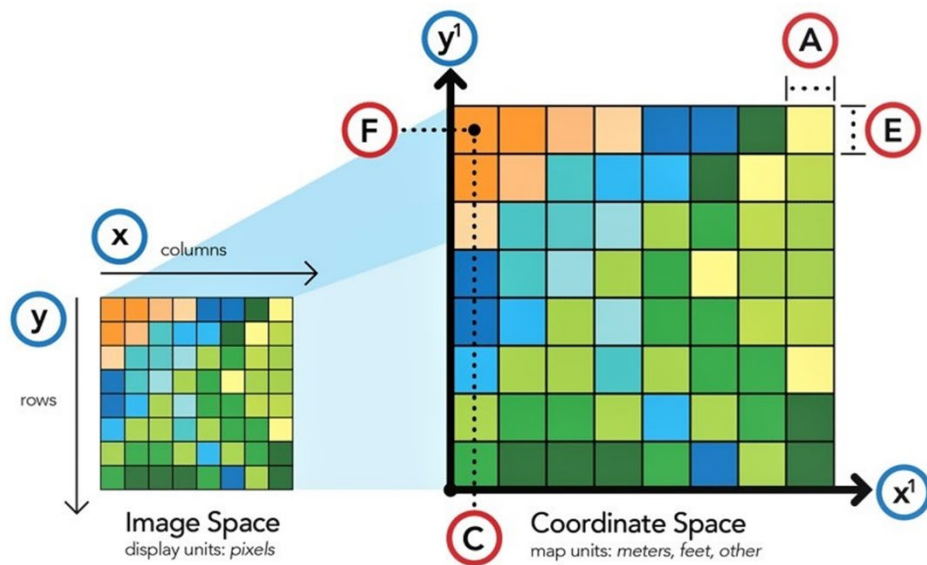 y¹
A
F
E
x
columns
y
rows
x¹
C
Image Space
display units: pixels
Coordinate Space
map units: meters, feet, other